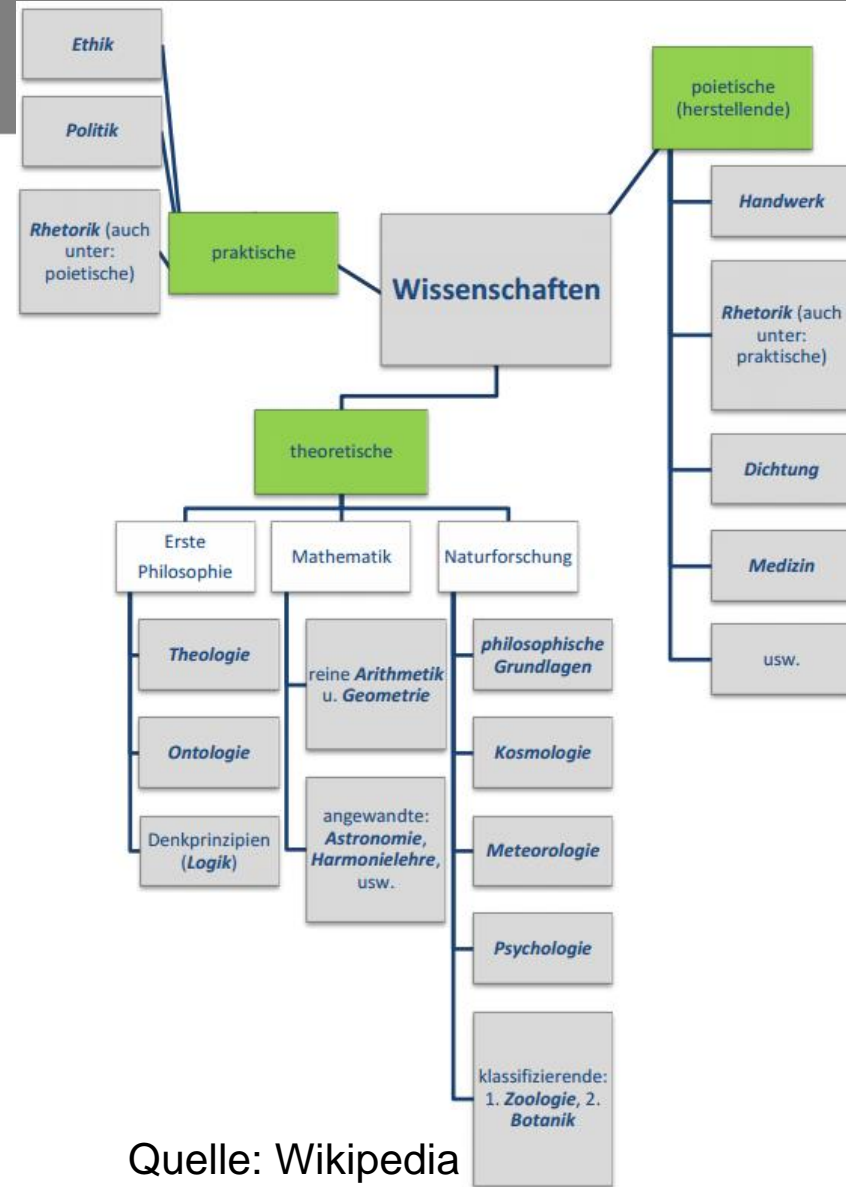 Ethik
Politik
Rhetorik (auch
unter:
poietische)
praktische
Wissenschaften
poietische
(herstellende)
Handwerk
Rhetorik (auch
unter:
praktische)
Dichtung
Medizin
usw.
theoretische
Erste
Philosophie
Theologie
Ontologie
Denkprinzipien
(Logik)
Mathematik
reine Arithmetik
u. Geometrie
angewandte:
Astronomie,
Harmonielehre,
usw.
Naturforschung
philosophische
Grundlagen
Kosmologie
Meteorologie
Psychologie
klassifizierende:
1. Zoologie, 2.
Botanik
Quelle: Wikipedia